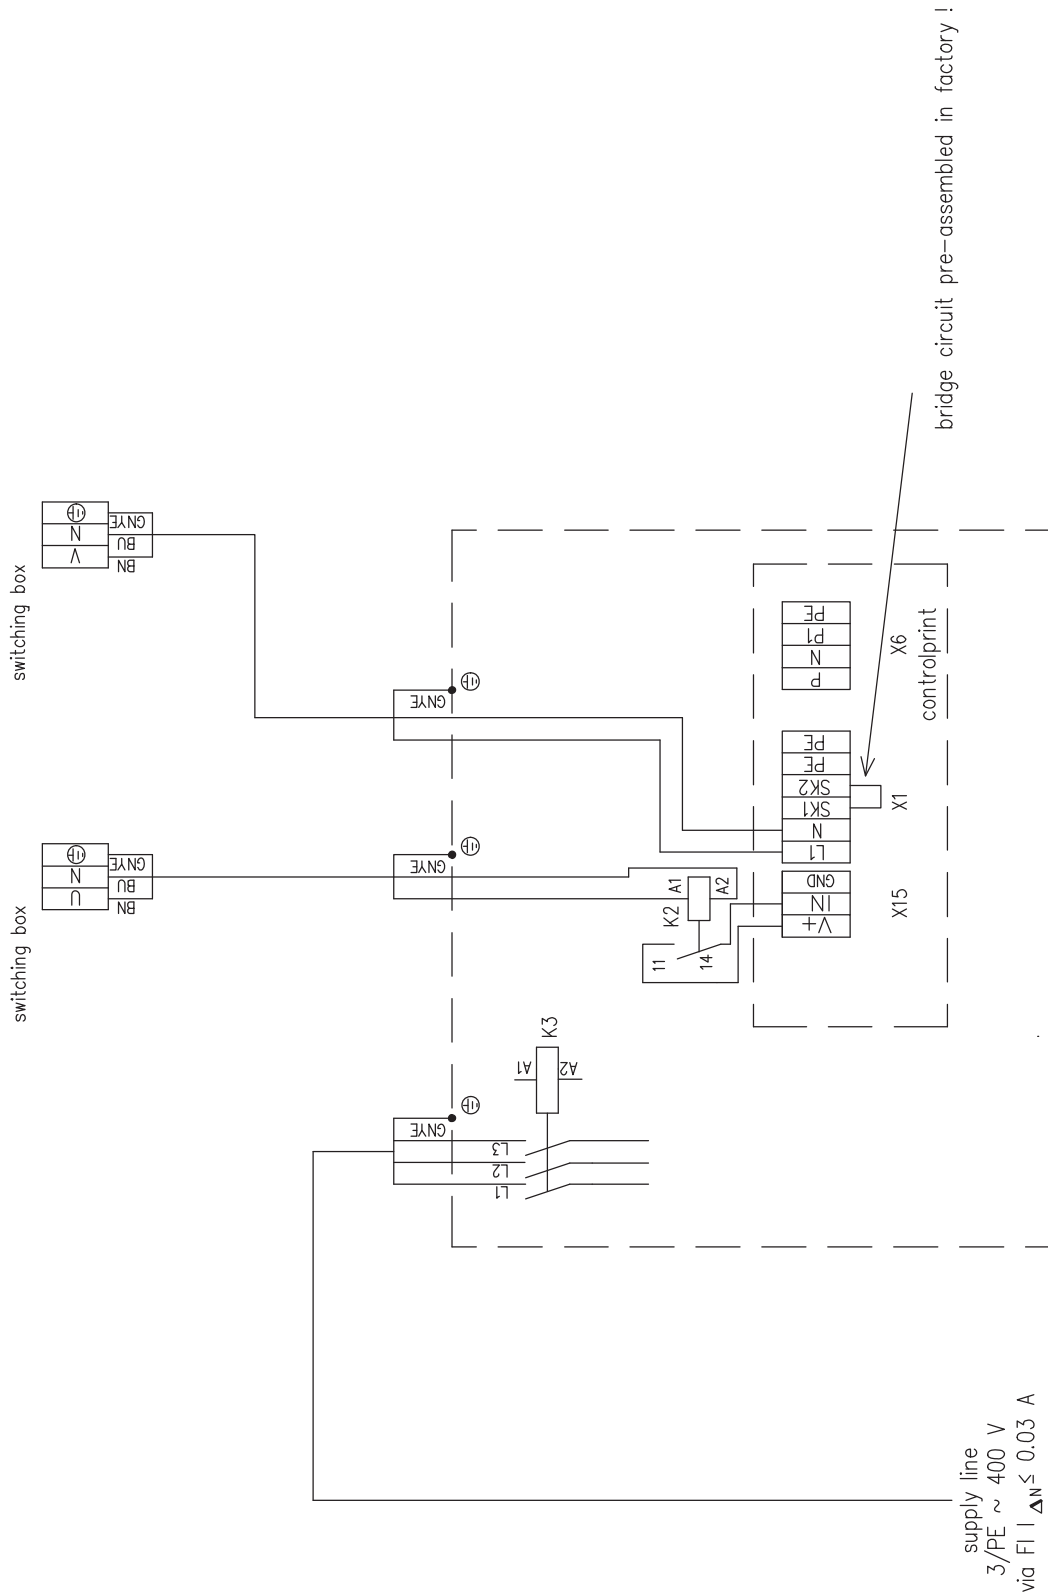 switching box
V N
BN BU GNYE
switching box
U N
BN BU GNYE
GNYE
GNYE
GNYE
L1 L2 L3
A1
A2
K3
K2
A1
A2
11
14
V+ IN GND
X15
L1 N SK1 SK2 PE PE
X1
P N P1 PE
X6
controlprint
bridge circuit pre-assembled in factory !
supply line
3/PE ~ 400 V
via FI I ΔN ≤ 0.03 A